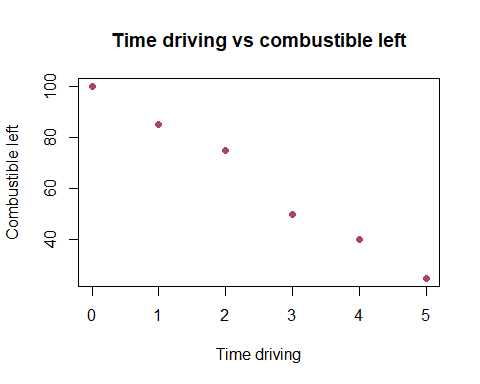 Time driving vs combustible left
Combustible left
100
80
60
40
0 1 2 3 4 5
Time driving